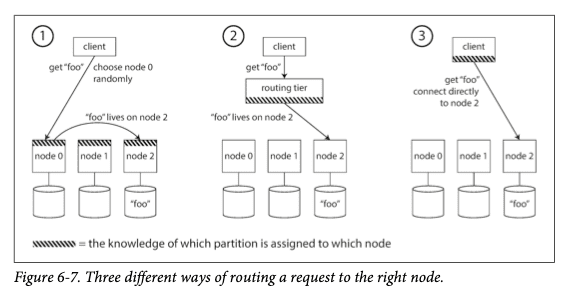 1
client
get “foo”
choose node 0
randomly
“foo” lives on node 2
node 0
node 1
node 2
“foo”
2
client
get “foo”
routing tier
“foo” lives on node 2
node 0
node 1
node 2
“foo”
3
client
get “foo”
connect directly
to node 2
node 0
node 1
node 2
“foo”
= the knowledge of which partition is assigned to which node
Figure 6-7. Three different ways of routing a request to the right node.